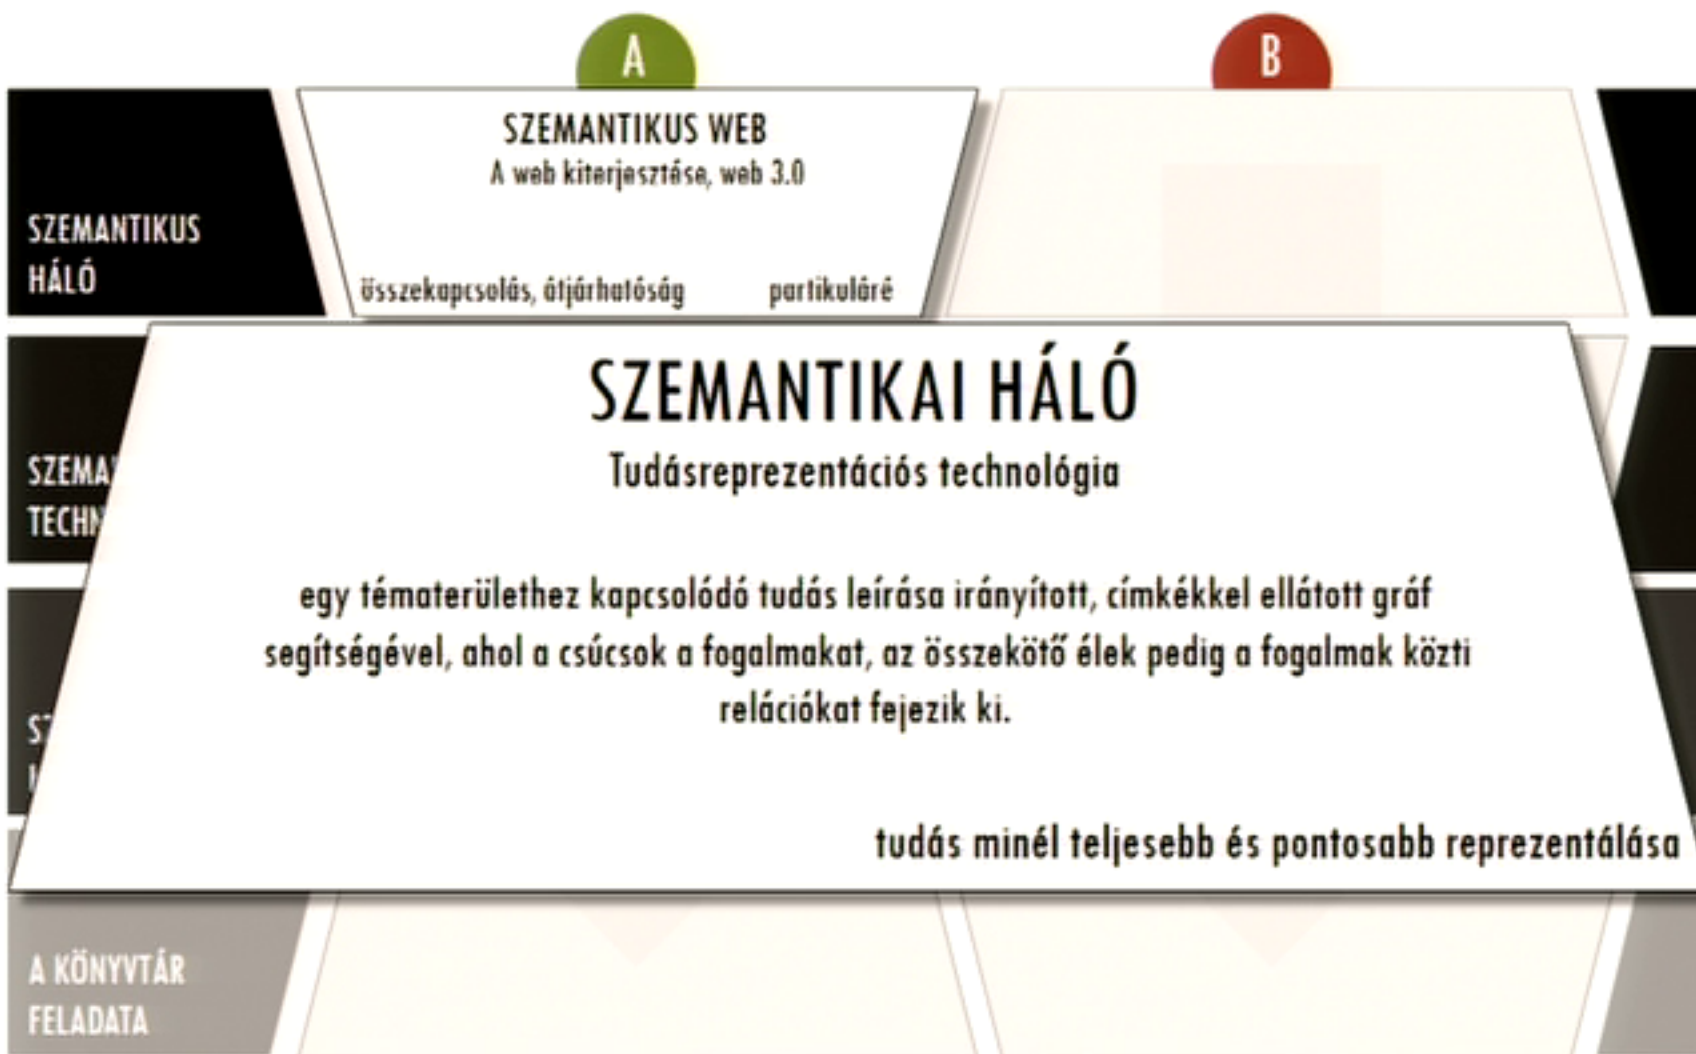 A
B
SZEMANTIKUS WEB
A web kiterjesztése, web 3.0
összekapcsolás, átjárhatóság partikuláré
SZEMANTIKUS
HÁLÓ
SZEMANTIKAI HÁLÓ
Tudásreprezentációs technológia
egy tématerülethez kapcsolódó tudás leírása irányított, címkékkel ellátott gráf
segítségével, ahol a csúcsok a fogalmakat, az összekötő élek pedig a fogalmak közti
relációkat fejezik ki.
tudás minél teljesebb és pontosabb reprezentálása
SZEMA
TECHN
A KÖNYVTÁR
FELADATA